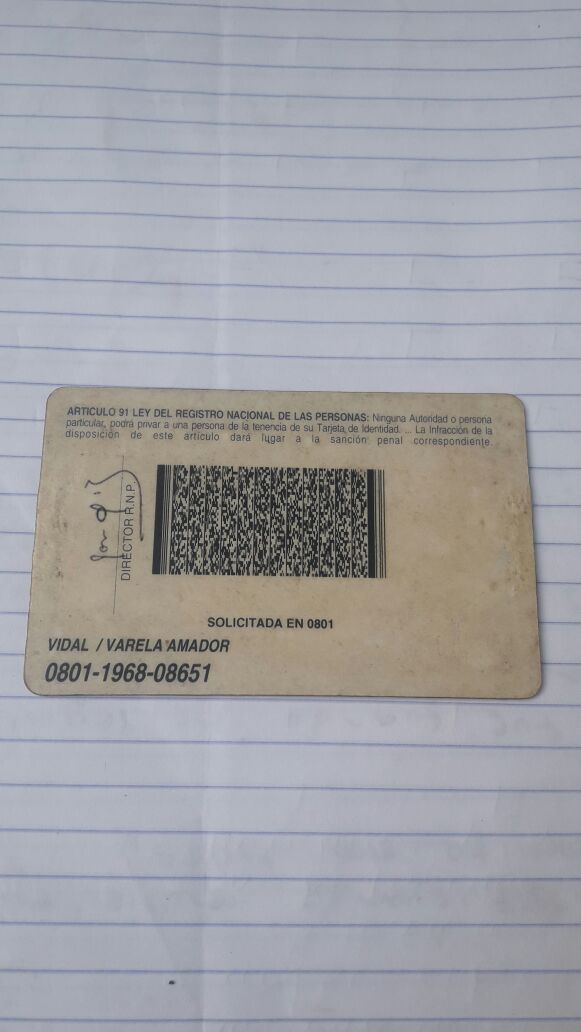 ARTICULO 91 LEY DEL REGISTRO NACIONAL DE LAS PERSONAS: Ninguna Autoridad o persona
particular, podrá privar a una persona de la tenencia de su Tarjeta de Identidad. ... La Infracción de la
disposición de este articulo dará lugar a la sanción penal correspondiente.
DIRECTOR R.N.P.
SOLICITADA EN 0801
VIDAL / VARELA AMADOR
0801-1968-08651